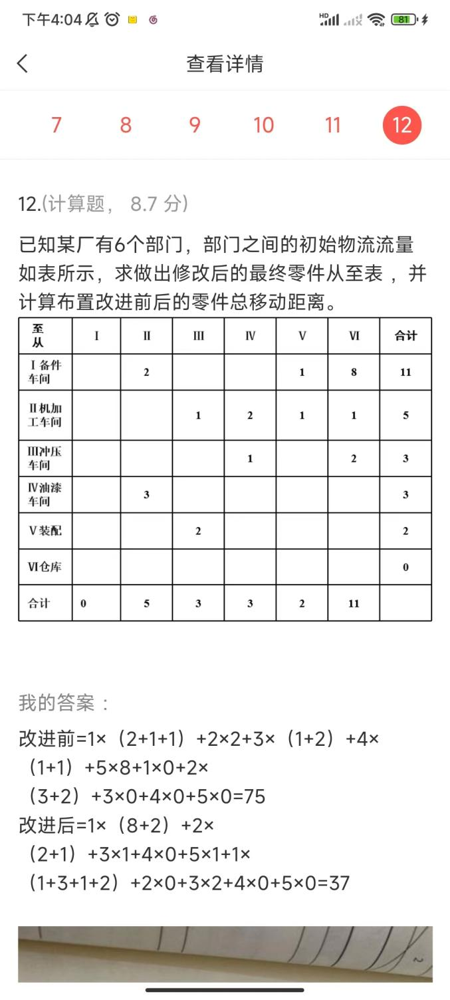 下午4:04
HD
81
查看详情
7 8 9 10 11 12
12.(计算题， 8.7 分)
已知某厂有6个部门，部门之间的初始物流流量
如表所示，求做出修改后的最终零件从至表 ，并
计算布置改进前后的零件总移动距离。
至
从 I II III IV V VI 合计
I 备件
车间 2 1 8 11
II机加
工车间 1 2 1 1 5
III冲压
车间 1 2 3
IV油漆
车间 3 3
V 装配 2 2
VI仓库 0
合计 0 5 3 3 2 11
我的答案：
改进前=1×（2+1+1）+2×2+3×（1+2）+4×
（1+1）+5×8+1×0+2×
（3+2）+3×0+4×0+5×0=75
改进后=1×（8+2）+2×
（2+1）+3×1+4×0+5×1+1×
（1+3+1+2）+2×0+3×2+4×0+5×0=37